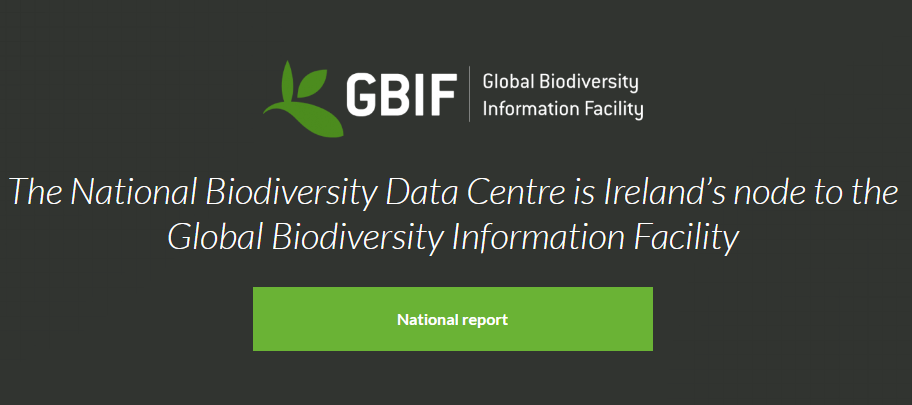 GBIF
Global Biodiversity
Information Facility
The National Biodiversity Data Centre is Ireland’s node to the
Global Biodiversity Information Facility
National report